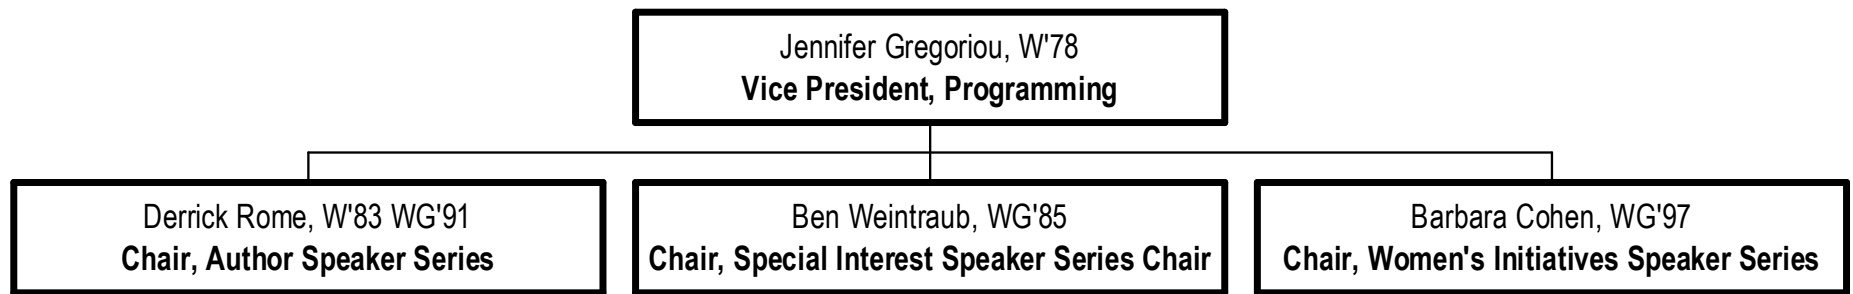 Jennifer Gregoriou, W'78
Vice President, Programming
Derrick Rome, W'83 WG'91
Chair, Author Speaker Series
Ben Weintraub, WG'85
Chair, Special Interest Speaker Series Chair
Barbara Cohen, WG'97
Chair, Women's Initiatives Speaker Series